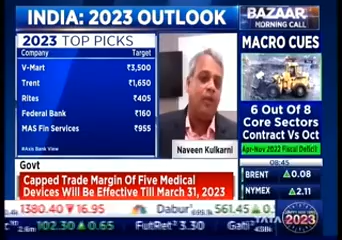 INDIA: 2023 OUTLOOK
BAZAAR
MORNING CALL
2023 TOP PICKS
Company Target
V-Mart ₹3,500
Trent ₹1,650
Rites ₹405
Federal Bank ₹160
MAS Fin Services ₹955
#Axis Bank View
Naveen Kulkarni
MACRO CUES
6 Out Of 8
Core Sectors
Contract Vs Oct
Apr-Nov 2022 Fiscal Deficit
Govt
Capped Trade Margin Of Five Medical
Devices Will Be Effective Till March 31, 2023
08:45
BRENT ▲0.08
NYMEX ▲2.11
1380.40 ▼ 16.95 Dabur 561.45 ▲
102.30 ▲ 0.65 FutRet 3.30 G. Bhar
2023